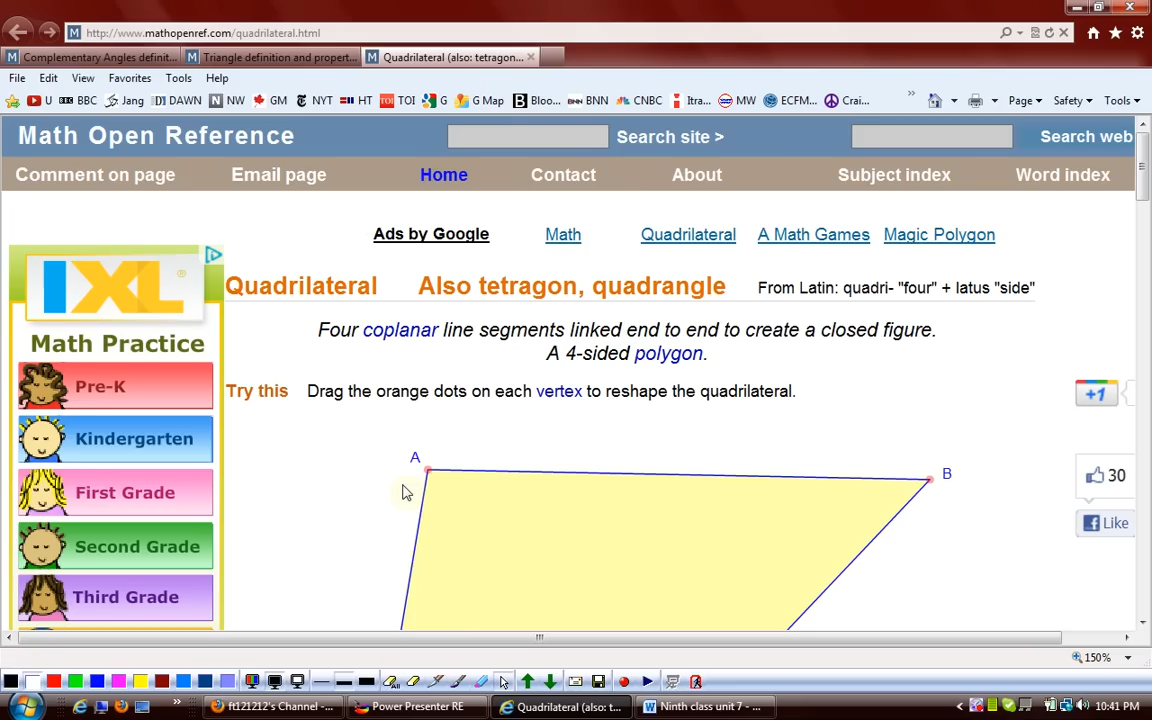 http://www.mathopenref.com/quadrilateral.html
Complementary Angles definit...
Triangle definition and propert...
Quadrilateral (also: tetragon...
File Edit View Favorites Tools Help
U BBC Jang DAWN NW GM NYT HT TOI G G Map Bloo... BNN CNBC Itra... MW ECFM... Crai... Page Safety Tools
Math Open Reference Search site > Search web
Comment on page Email page Home Contact About Subject index Word index
Ads by Google Math Quadrilateral A Math Games Magic Polygon
IXL
Math Practice
Pre-K
Kindergarten
First Grade
Second Grade
Third Grade
Quadrilateral Also tetragon, quadrangle From Latin: quadri- "four" + latus "side"
Four coplanar line segments linked end to end to create a closed figure.
A 4-sided polygon.
Try this Drag the orange dots on each vertex to reshape the quadrilateral.
A
B
+1
30
Like
150%
ft121212's Channel -... Power Presenter RE Quadrilateral (also: t... Ninth class unit 7 - ... 10:41 PM